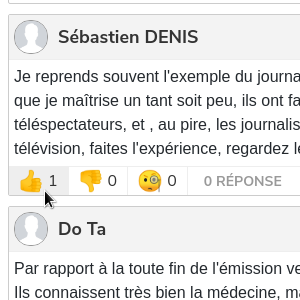 Sébastien DENIS
Je reprends souvent l'exemple du journa
que je maîtrise un tant soit peu, ils ont fa
téléspectateurs, et , au pire, les journalis
télévision, faites l'expérience, regardez le
👍 1 👎 0 🧐 0 0 RÉPONSE
Do Ta
Par rapport à la toute fin de l'émission ve
Ils connaissent très bien la médecine, ma